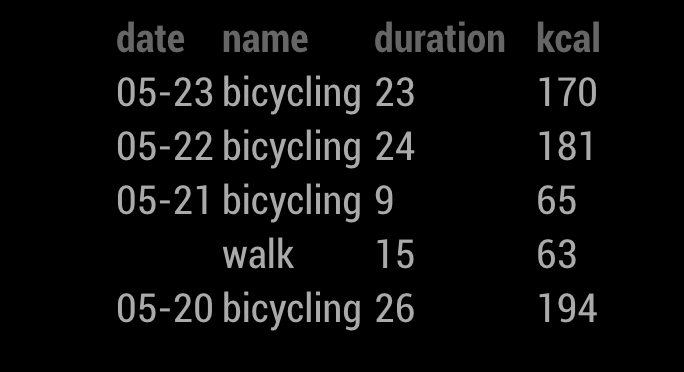 date name duration kcal
05-23 bicycling 23 170
05-22 bicycling 24 181
05-21 bicycling 9 65
walk 15 63
05-20 bicycling 26 194